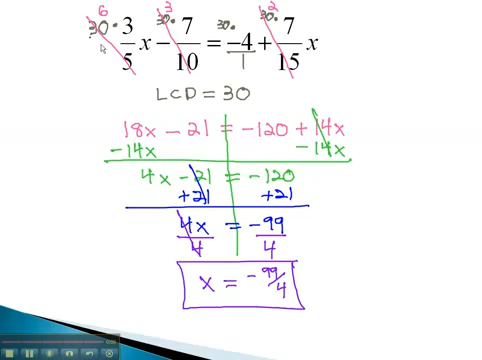 6 3 2
30· 3/5 x − 30· 7/10 = 30· −4/1 + 30· 7/15 x
LCD = 30
18x − 21 = −120 + 14x
−14x −14x
4x − 21 = −120
+21 +21
4x/4 = −99/4
x = −99/4